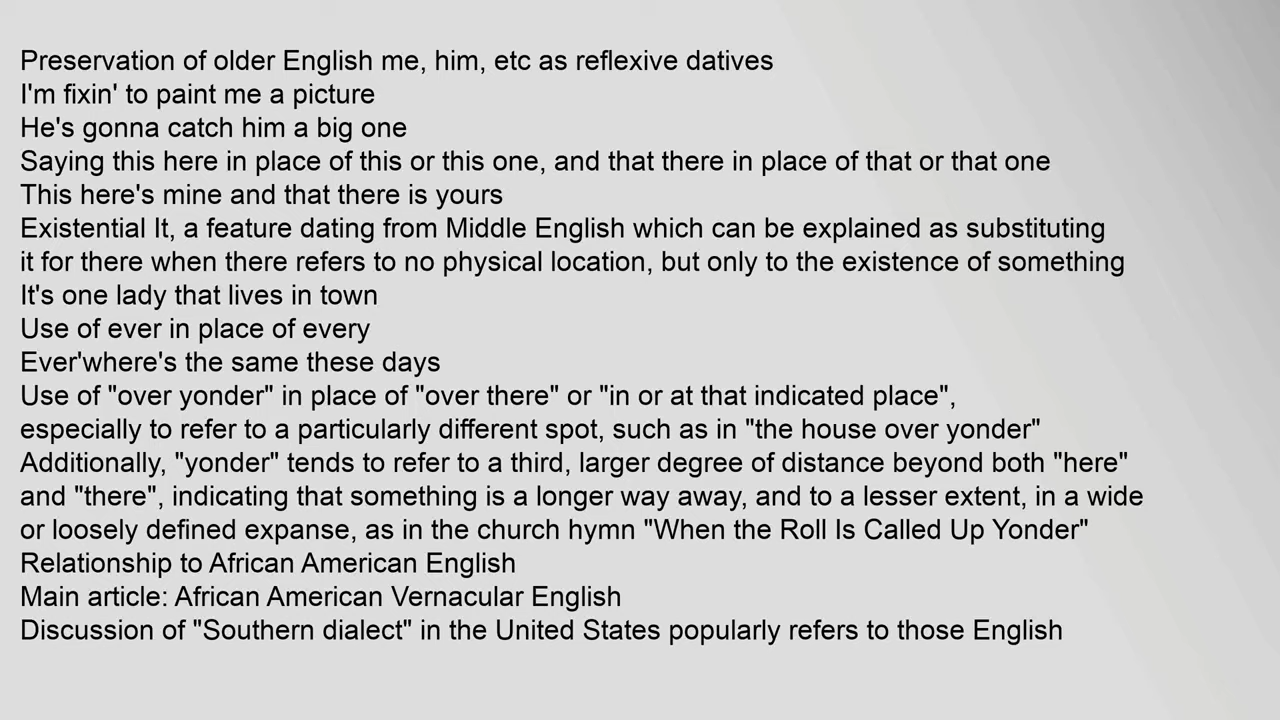 Preservation of older English me, him, etc as reflexive datives
I'm fixin' to paint me a picture
He's gonna catch him a big one
Saying this here in place of this or this one, and that there in place of that or that one
This here's mine and that there is yours
Existential It, a feature dating from Middle English which can be explained as substituting
it for there when there refers to no physical location, but only to the existence of something
It's one lady that lives in town
Use of ever in place of every
Ever'where's the same these days
Use of "over yonder" in place of "over there" or "in or at that indicated place",
especially to refer to a particularly different spot, such as in "the house over yonder"
Additionally, "yonder" tends to refer to a third, larger degree of distance beyond both "here"
and "there", indicating that something is a longer way away, and to a lesser extent, in a wide
or loosely defined expanse, as in the church hymn "When the Roll Is Called Up Yonder"
Relationship to African American English
Main article: African American Vernacular English
Discussion of "Southern dialect" in the United States popularly refers to those English